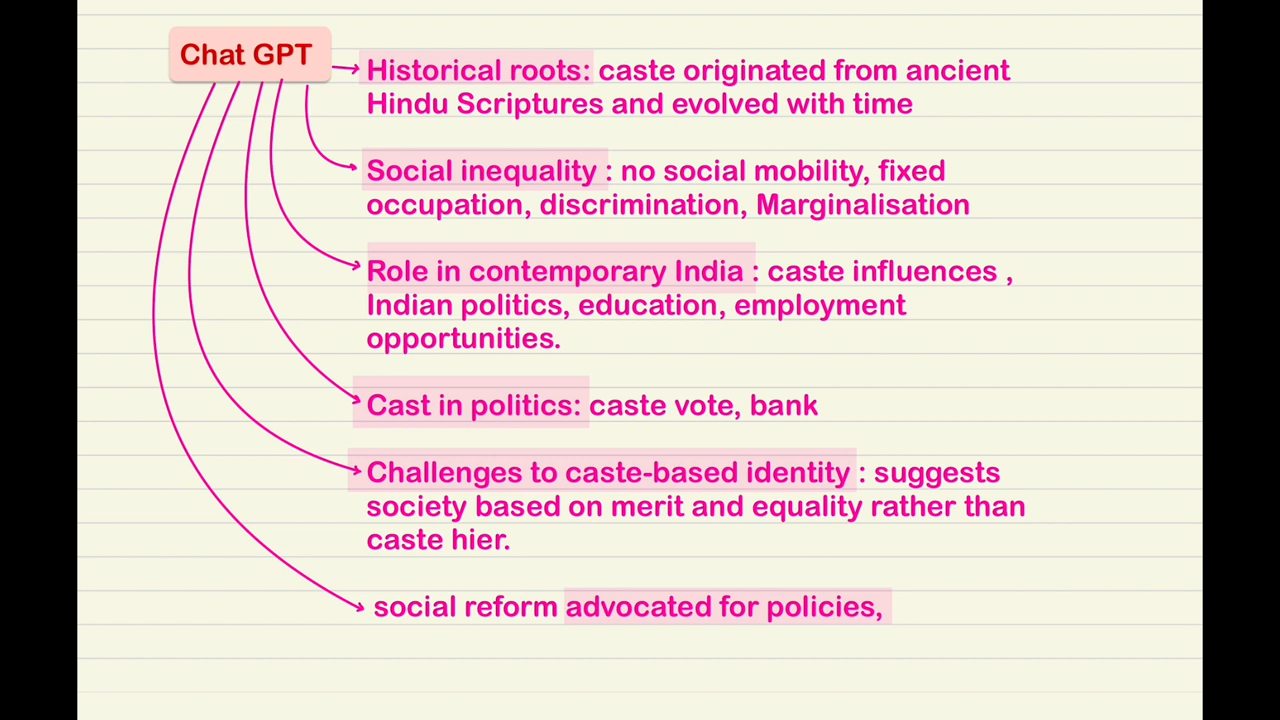 Chat GPT
Historical roots: caste originated from ancient
Hindu Scriptures and evolved with time
Social inequality : no social mobility, fixed
occupation, discrimination, Marginalisation
Role in contemporary India : caste influences ,
Indian politics, education, employment
opportunities.
Cast in politics: caste vote, bank
Challenges to caste-based identity : suggests
society based on merit and equality rather than
caste hier.
social reform advocated for policies,